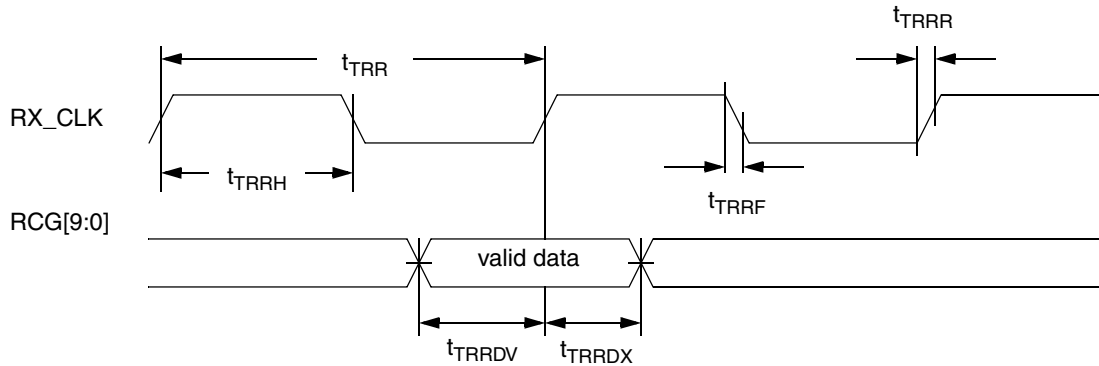 tTRRR
tTRR
RX_CLK
tTRRH
tTRRF
RCG[9:0]
valid data
tTRRDV
tTRRDX